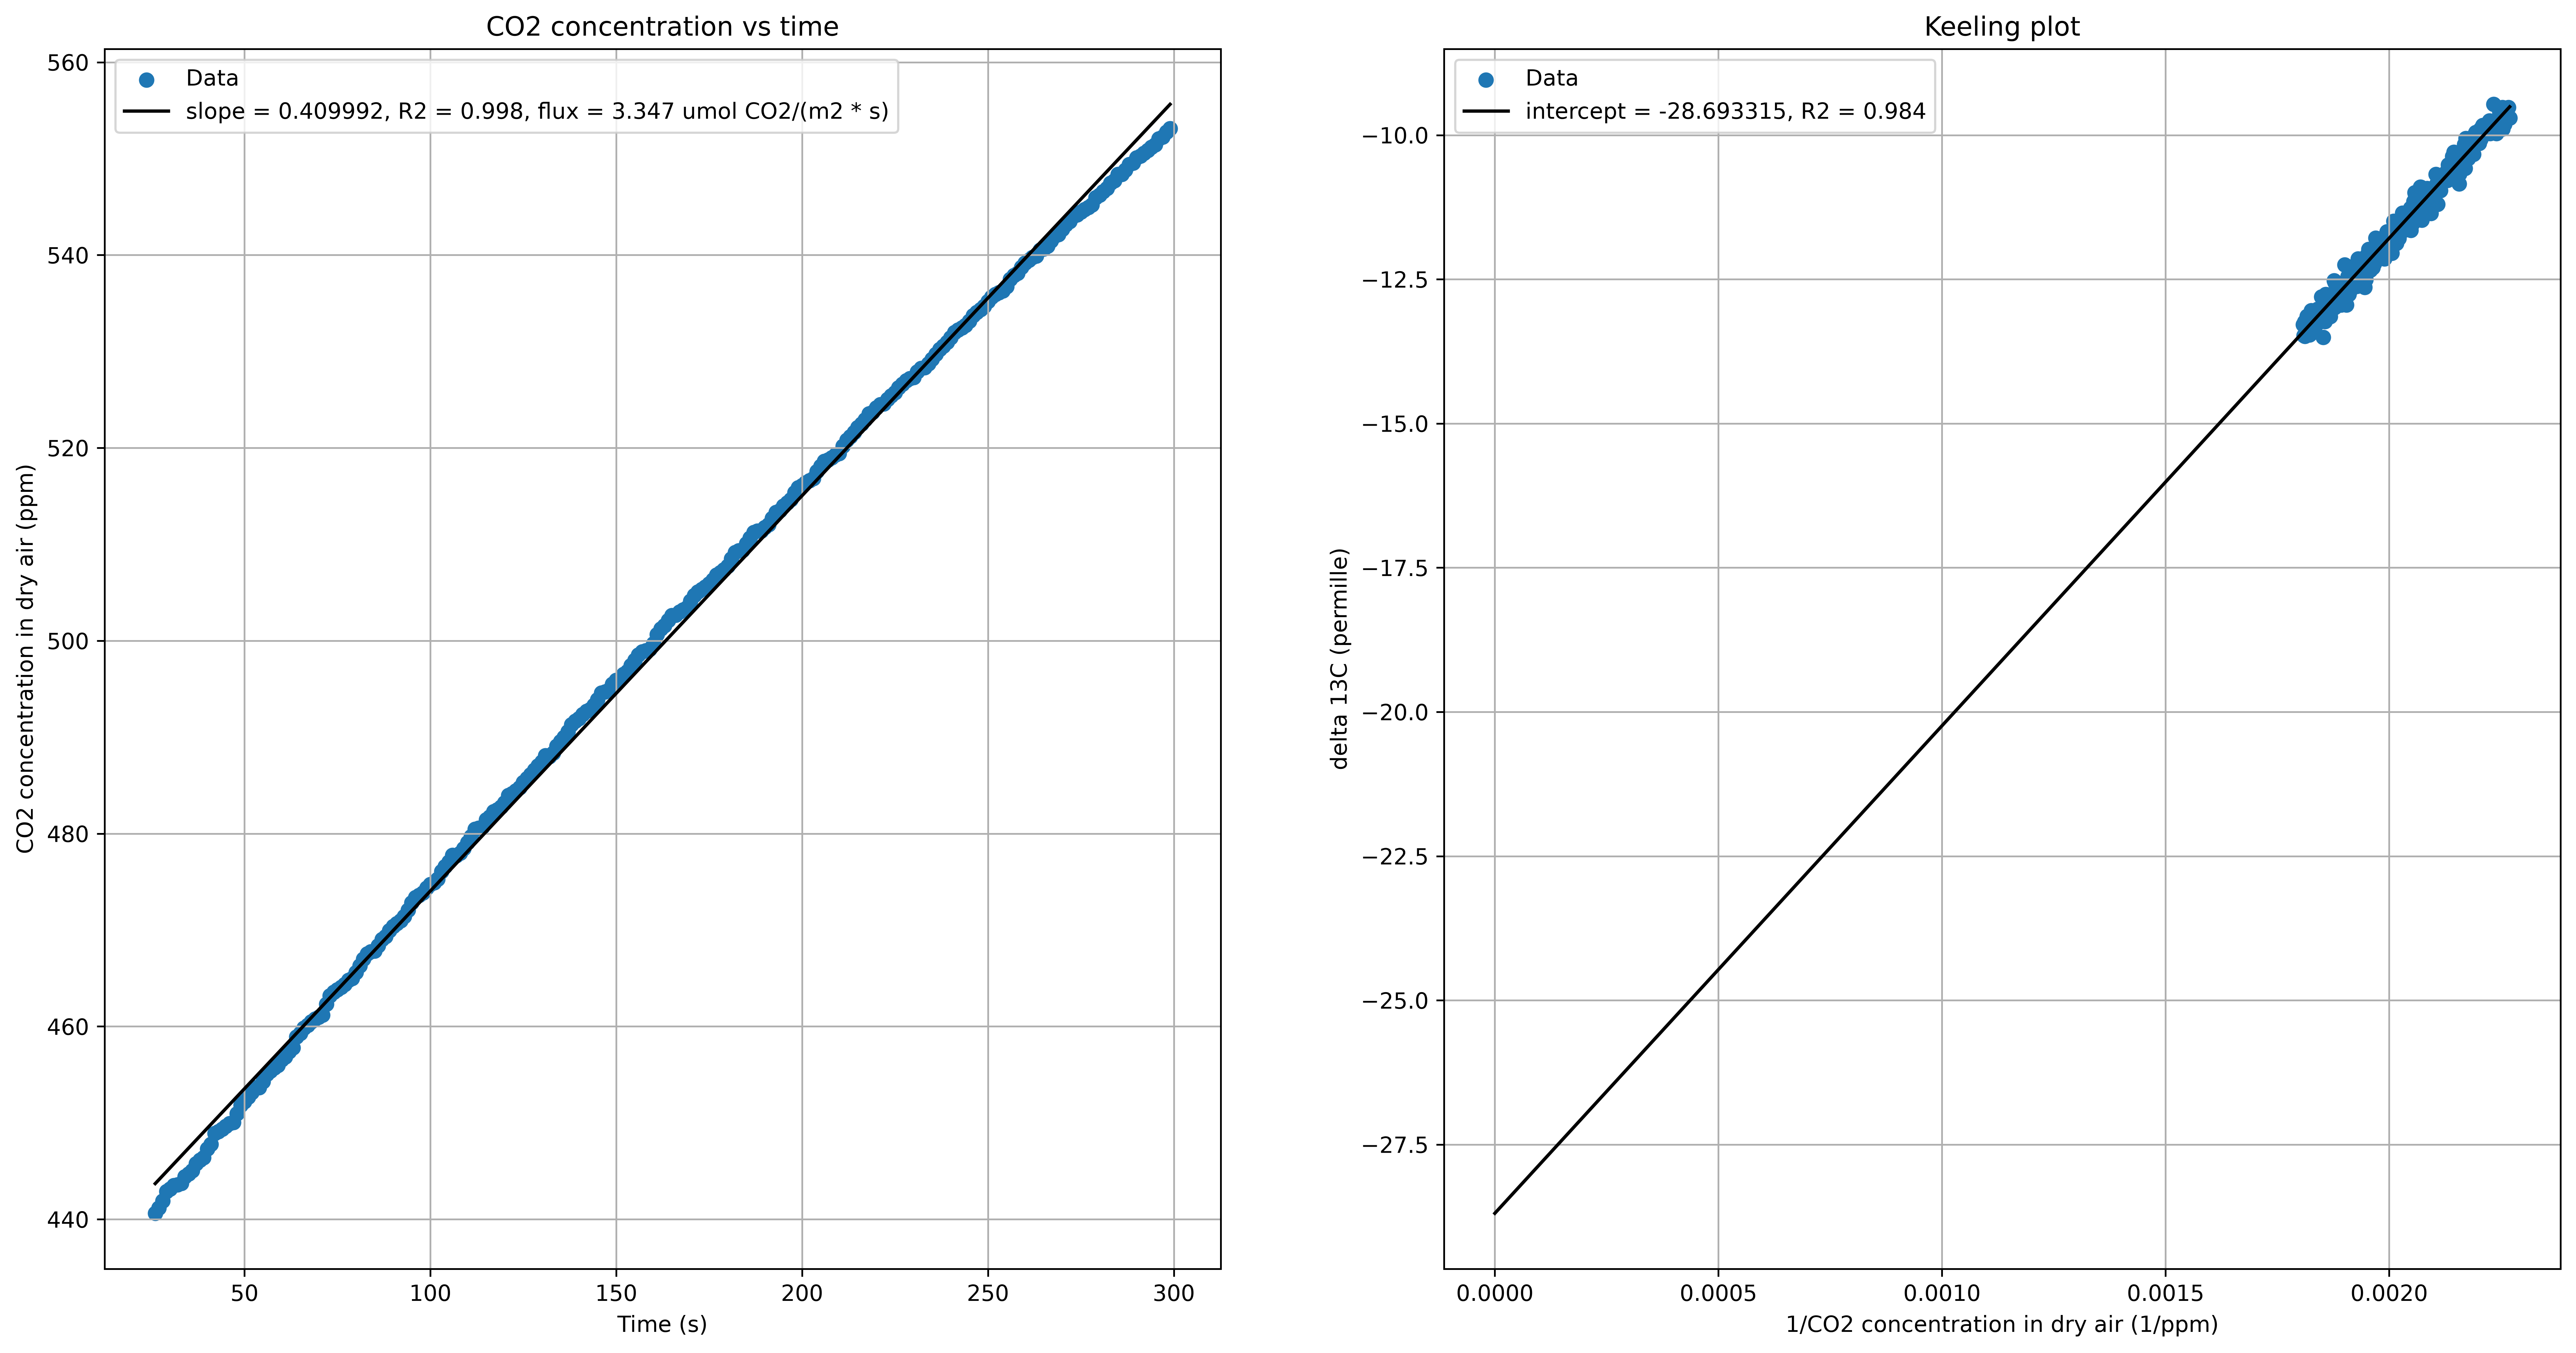 CO2 concentration vs time
Data
slope = 0.409992, R2 = 0.998, flux = 3.347 umol CO2/(m2 * s)
CO2 concentration in dry air (ppm)
560
540
520
500
480
460
440
50 100 150 200 250 300
Time (s)
Keeling plot
Data
intercept = -28.693315, R2 = 0.984
delta 13C (permille)
−10.0
−12.5
−15.0
−17.5
−20.0
−22.5
−25.0
−27.5
0.0000 0.0005 0.0010 0.0015 0.0020
1/CO2 concentration in dry air (1/ppm)